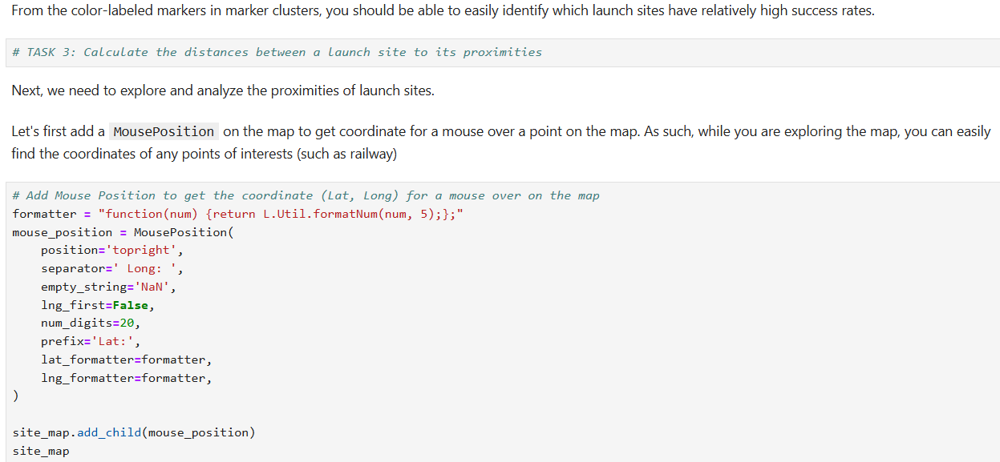 From the color-labeled markers in marker clusters, you should be able to easily identify which launch sites have relatively high success rates.
# TASK 3: Calculate the distances between a launch site to its proximities
Next, we need to explore and analyze the proximities of launch sites.
Let's first add a MousePosition on the map to get coordinate for a mouse over a point on the map. As such, while you are exploring the map, you can easily
find the coordinates of any points of interests (such as railway)
# Add Mouse Position to get the coordinate (Lat, Long) for a mouse over on the map
formatter = "function(num) {return L.Util.formatNum(num, 5);};"
mouse_position = MousePosition(
    position='topright',
    separator=' Long: ',
    empty_string='NaN',
    lng_first=False,
    num_digits=20,
    prefix='Lat:',
    lat_formatter=formatter,
    lng_formatter=formatter,
)
site_map.add_child(mouse_position)
site_map